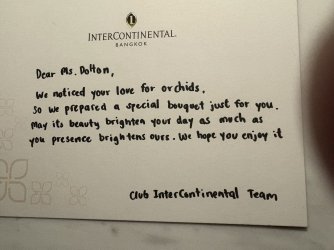 INTERCONTINENTAL
BANGKOK
Dear Ms. Dotton,
We noticed your love for orchids.
So we prepared a special bouquet just for you.
May its beauty brighten your day as much as
you presence brightens ours. We hope you enjoy it
Club InterContinental Team